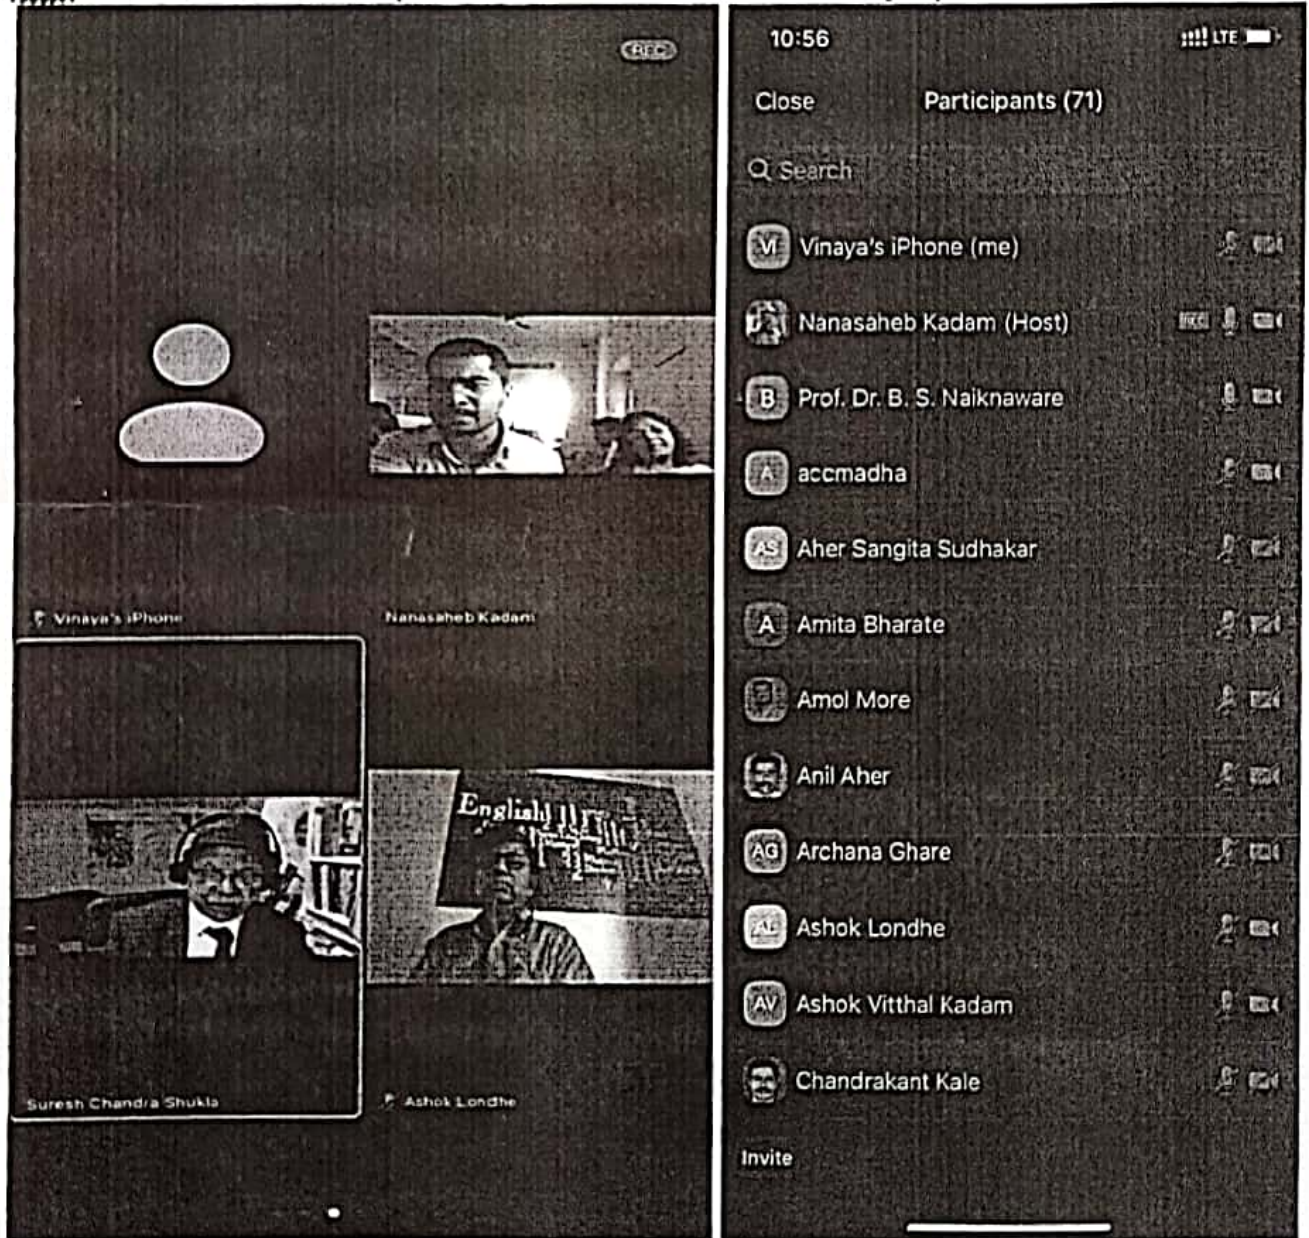 REC
Vinaya's iPhone
Nanasaheb Kadam
English
Suresh Chandra Shukla
Ashok Londhe
10:56
LTE
Close
Participants (71)
Search
VI Vinaya's iPhone (me)
Nanasaheb Kadam (Host) REC
B Prof. Dr. B. S. Naiknaware
A accmadha
AS Aher Sangita Sudhakar
A Amita Bharate
Amol More
Anil Aher
AG Archana Ghare
AL Ashok Londhe
AV Ashok Vitthal Kadam
Chandrakant Kale
Invite